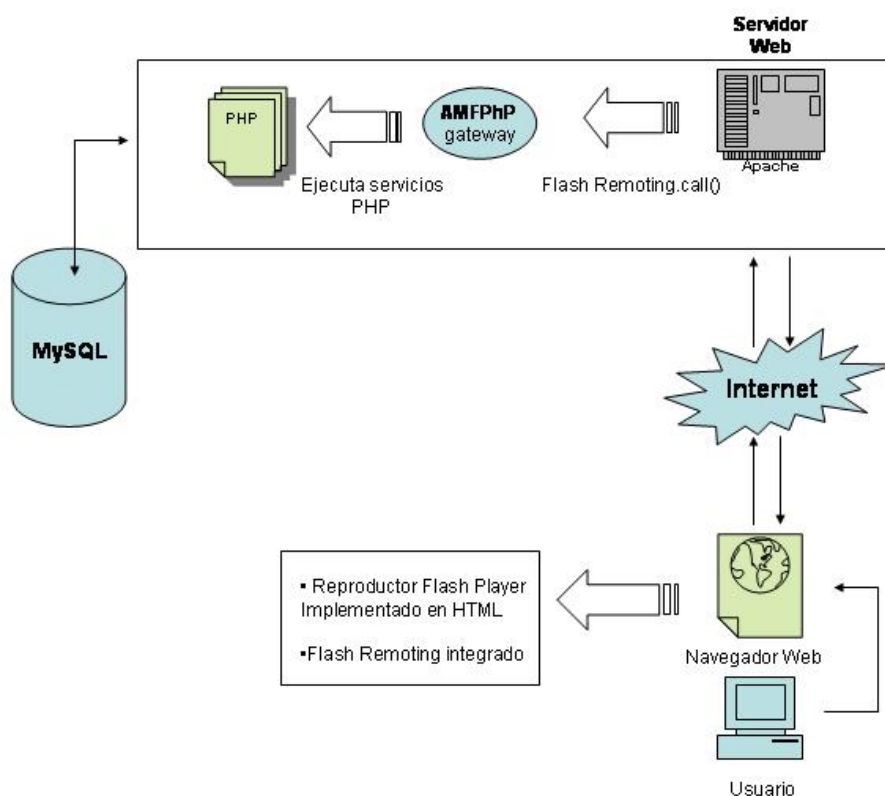 Servidor
Web
PHP
AMFPhP
gateway
Apache
Ejecuta servicios
PHP
Flash Remoting.call()
MySQL
Internet
▪ Reproductor Flash Player
Implementado en HTML
▪Flash Remoting integrado
Navegador Web
Usuario